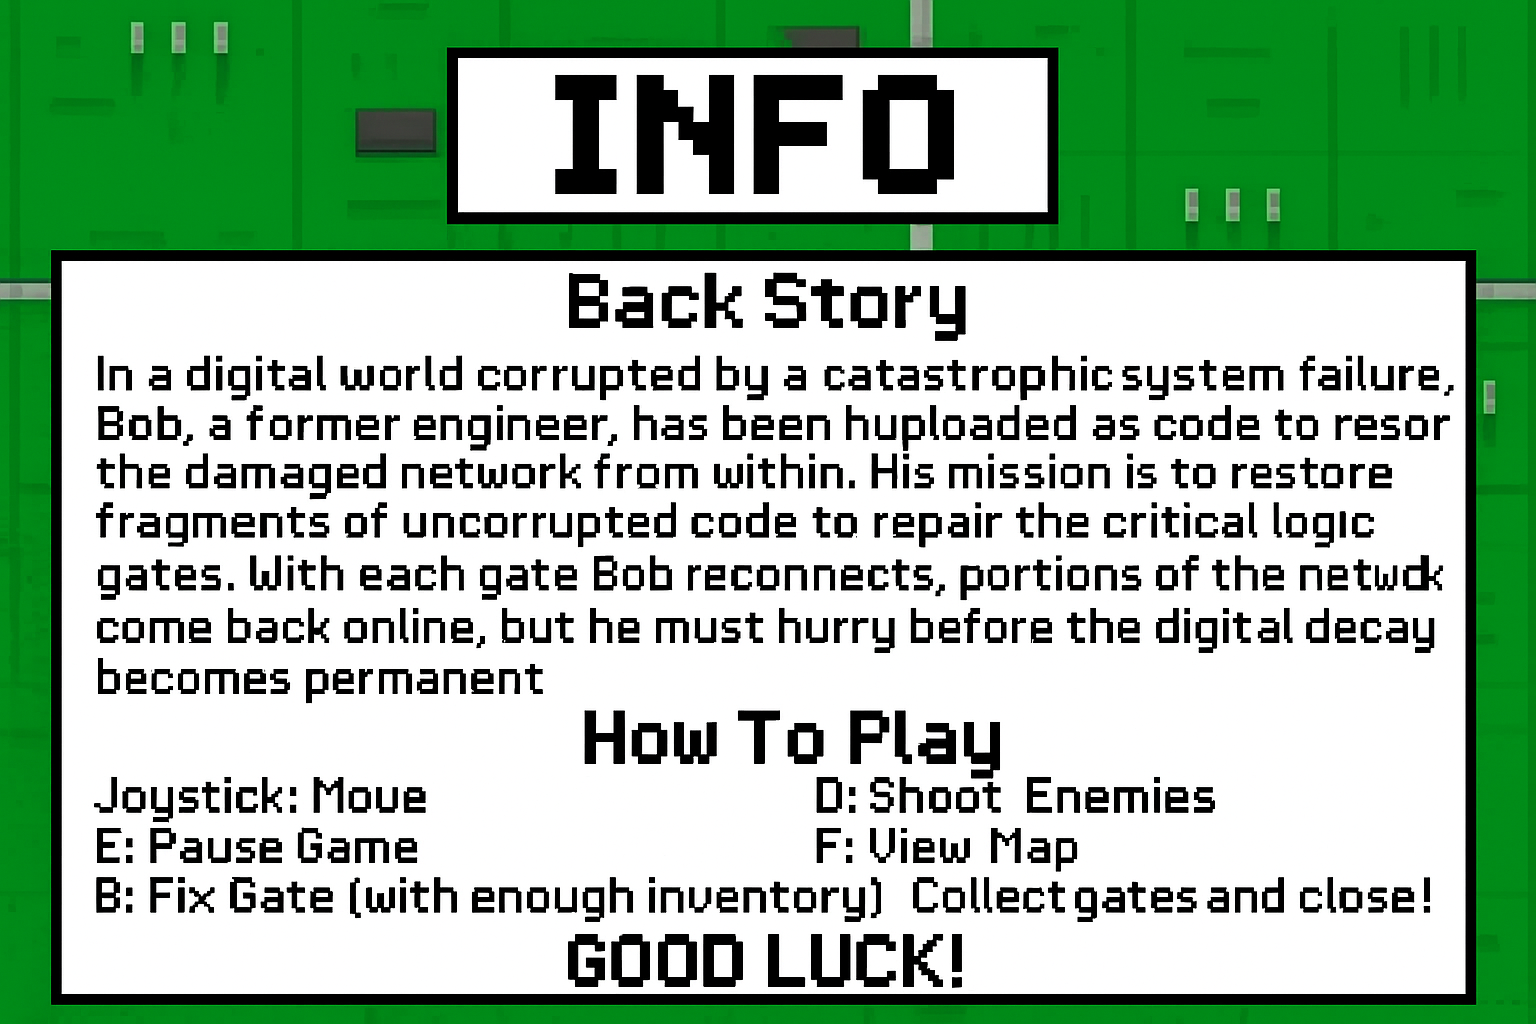 INFO
Back Story
In a digital world corrupted by a catastrophic system failure,
Bob, a former engineer, has been huploaded as code to resor
the damaged network from within. His mission is to restore
fragments of uncorrupted code to repair the critical logic
gates. With each gate Bob reconnects, portions of the netwdk
come back online, but he must hurry before the digital decay
becomes permanent
How To Play
Joystick: Move D: Shoot Enemies
E: Pause Game F: View Map
B: Fix Gate (with enough inventory) Collect gates and close!
GOOD LUCK!